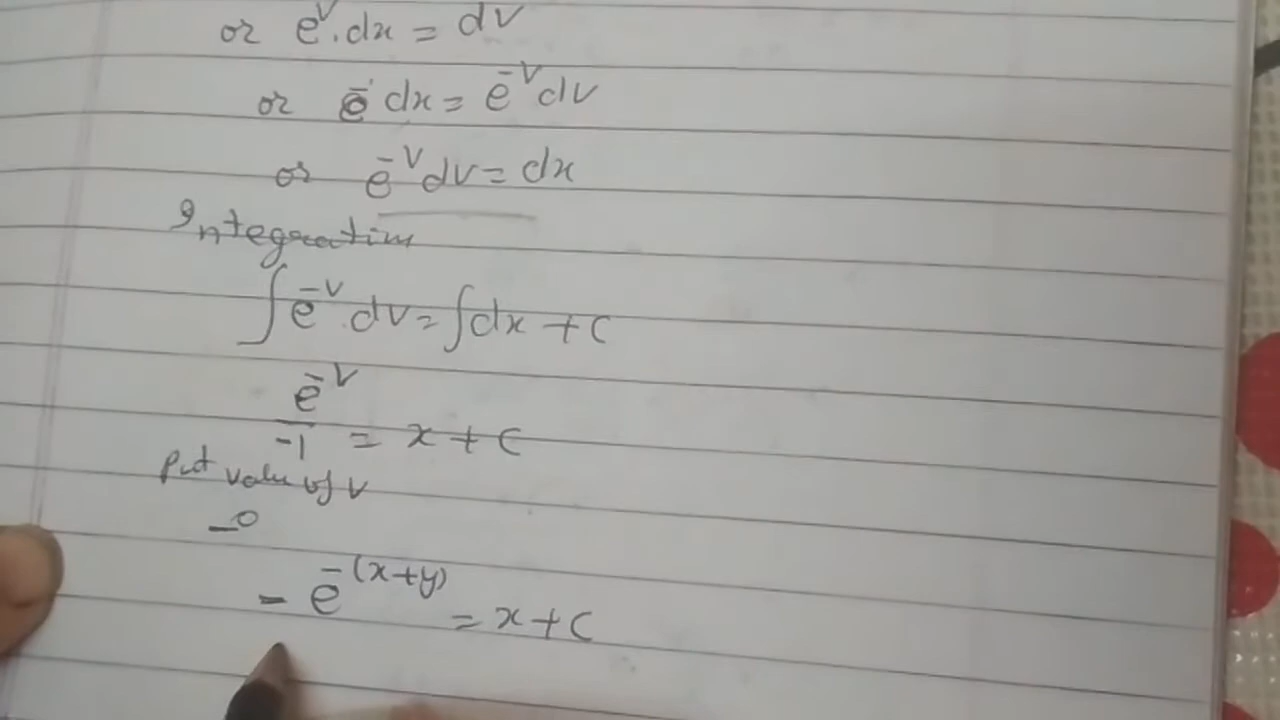 or e^v . dx = dv
or e^- dx = e^-v dv
or e^-v dv = dx
Integration
∫ e^-v . dv = ∫ dx + c
e^-v / -1 = x + c
Put value of v
- e^-(x+y) = x + c